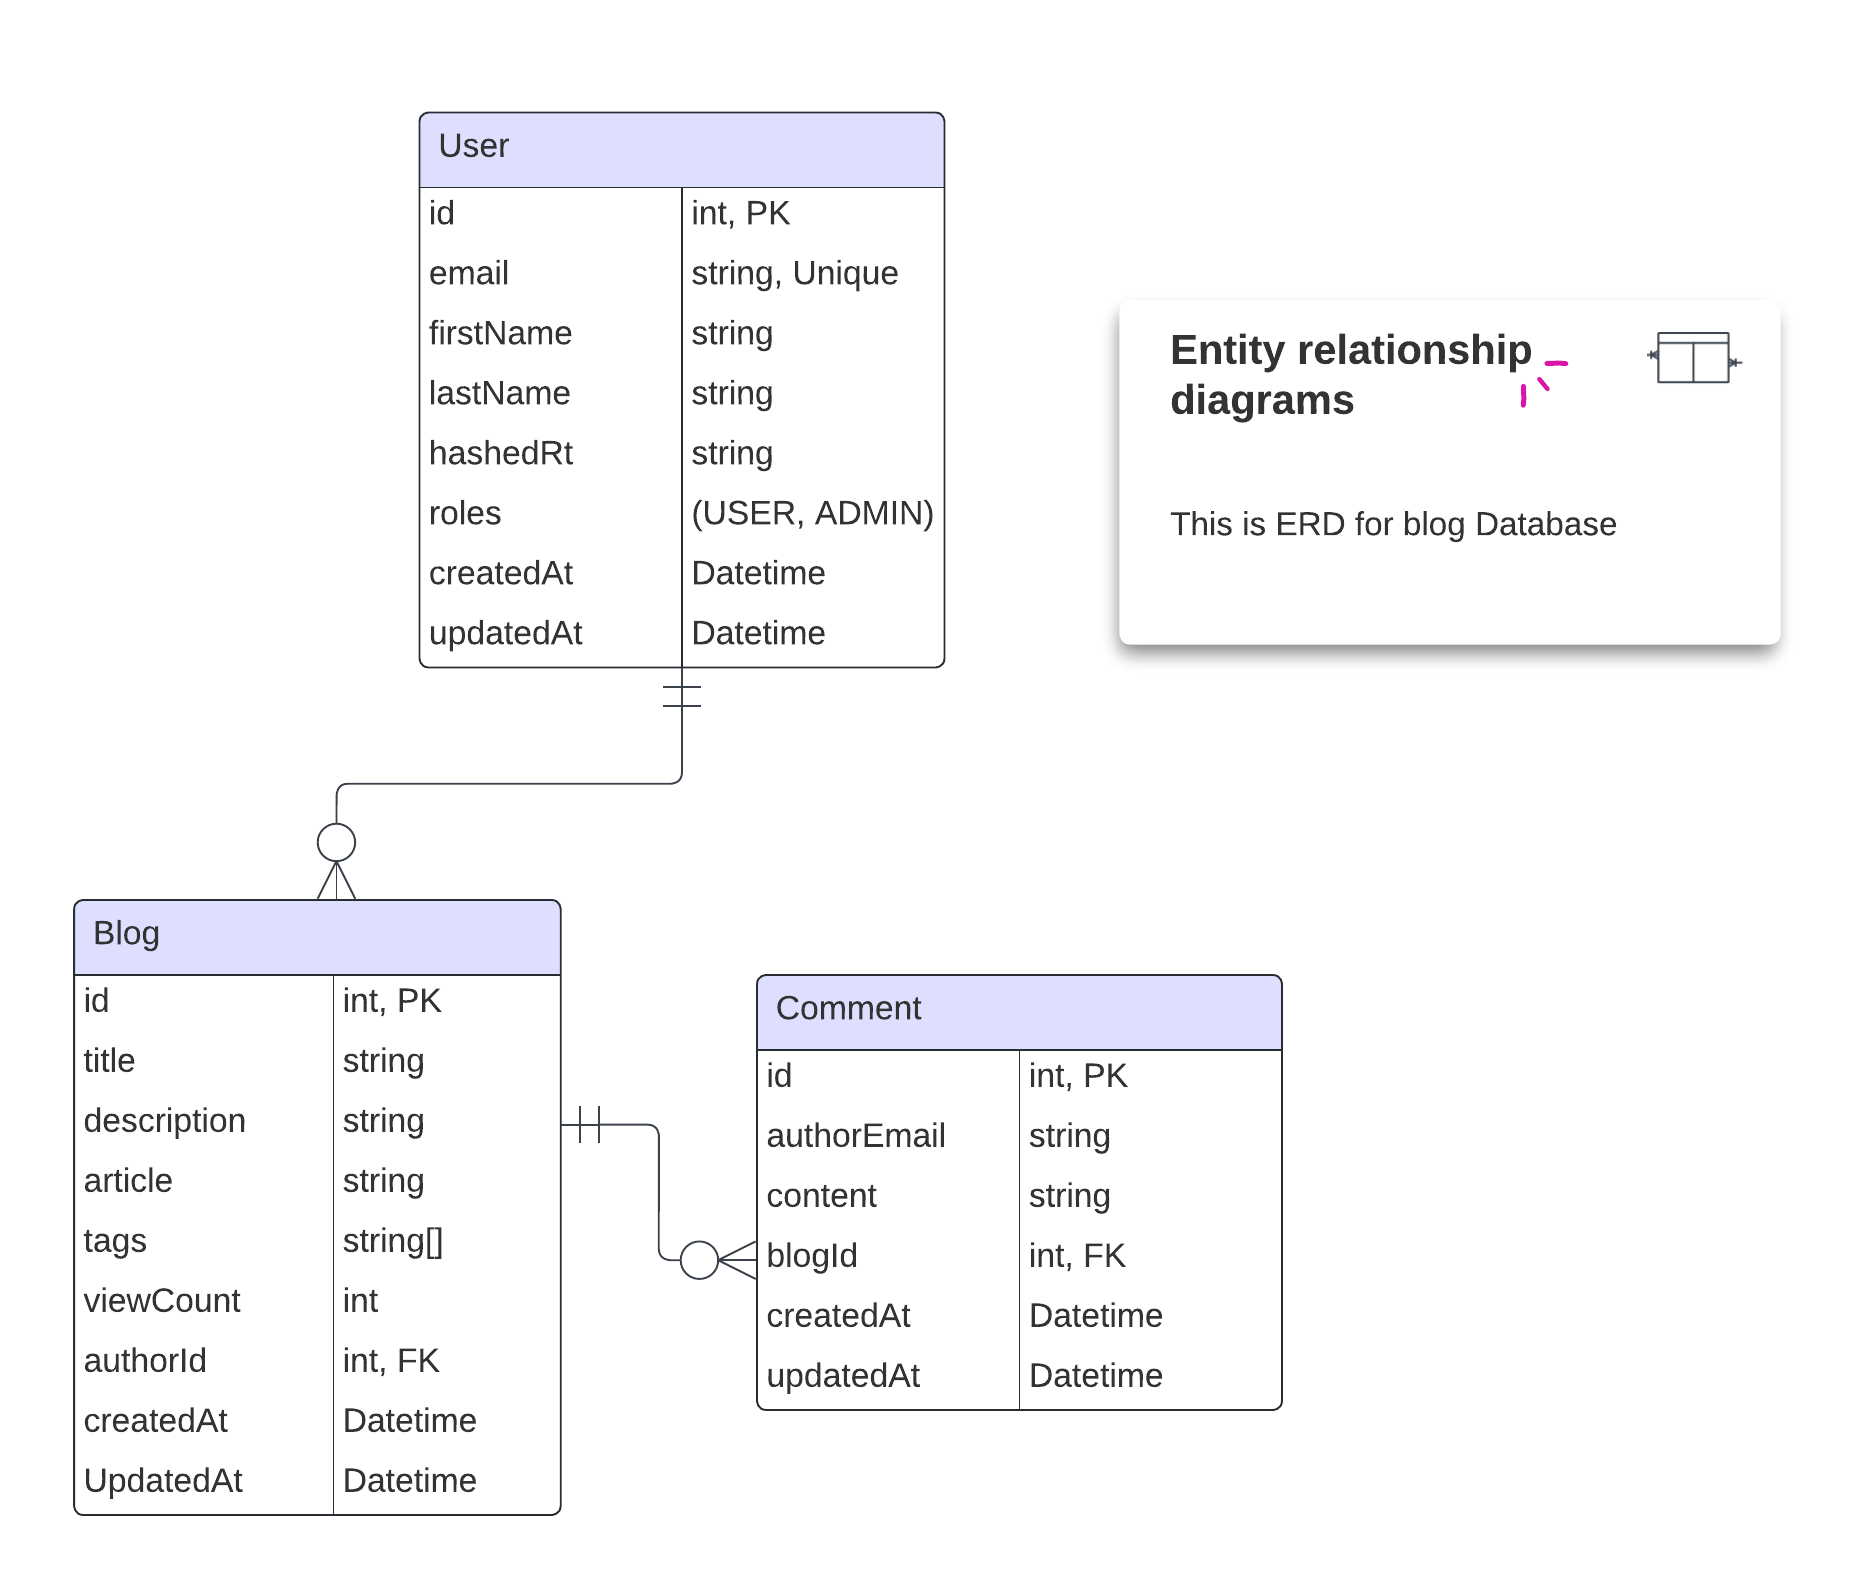 User
id int, PK
email string, Unique
firstName string
lastName string
hashedRt string
roles (USER, ADMIN)
createdAt Datetime
updatedAt Datetime
Entity relationship
diagrams
This is ERD for blog Database
Blog
id int, PK
title string
description string
article string
tags string[]
viewCount int
authorId int, FK
createdAt Datetime
UpdatedAt Datetime
Comment
id int, PK
authorEmail string
content string
blogId int, FK
createdAt Datetime
updatedAt Datetime